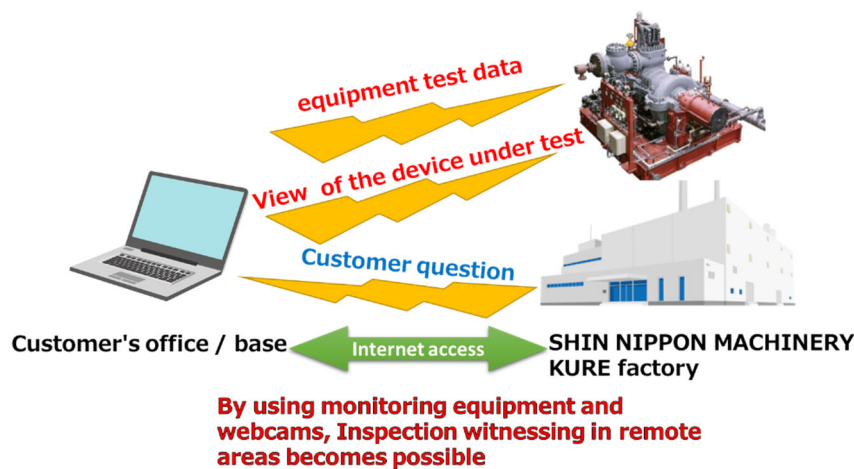 equipment test data
View of the device under test
Customer question
Customer's office / base
Internet access
SHIN NIPPON MACHINERY
KURE factory
By using monitoring equipment and
webcams, Inspection witnessing in remote
areas becomes possible